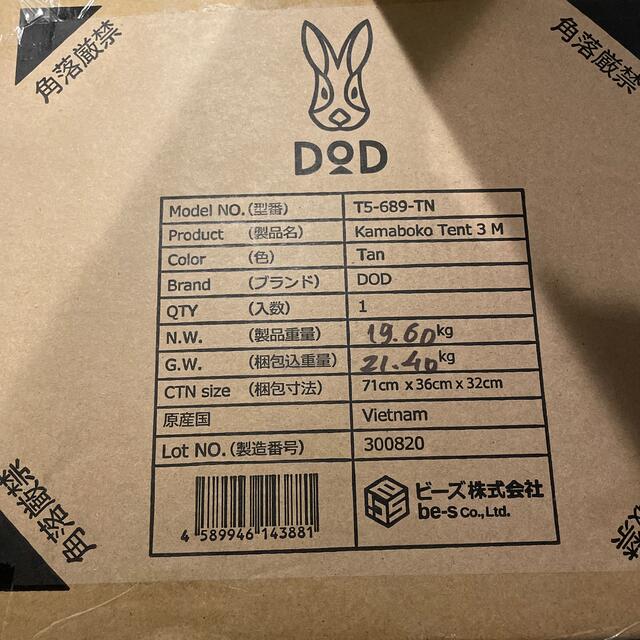 角落厳禁
角落厳禁
DOD
Model NO.(型番) T5-689-TN
Product (製品名) Kamaboko Tent 3 M
Color (色) Tan
Brand (ブランド) DOD
QTY (入数) 1
N.W. (製品重量) 19.60kg
G.W. (梱包込重量) 21.40kg
CTN size (梱包寸法) 71cm x 36cm x 32cm
原産国 Vietnam
Lot NO.(製造番号) 300820
4 589946 143881
ビーズ株式会社
be-s Co.,Ltd.
角落厳禁
禁